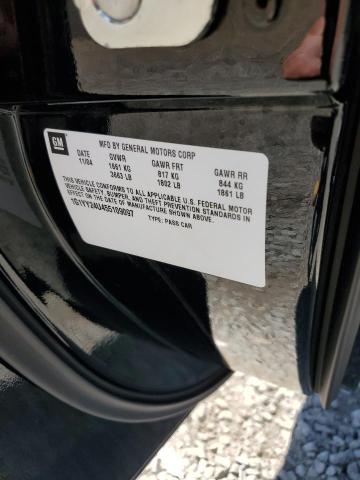 GM
MFD BY GENERAL MOTORS CORP
DATE GVWR GAWR FRT GAWR RR
11/04 1661 KG 817 KG 844 KG
3663 LB 1802 LB 1861 LB
THIS VEHICLE CONFORMS TO ALL APPLICABLE U.S. FEDERAL MOTOR
VEHICLE SAFETY, BUMPER, AND THEFT PREVENTION STANDARDS IN
EFFECT ON THE DATE OF MANUFACTURE SHOWN ABOVE.
1G1YY24U455109097 TYPE: PASS CAR